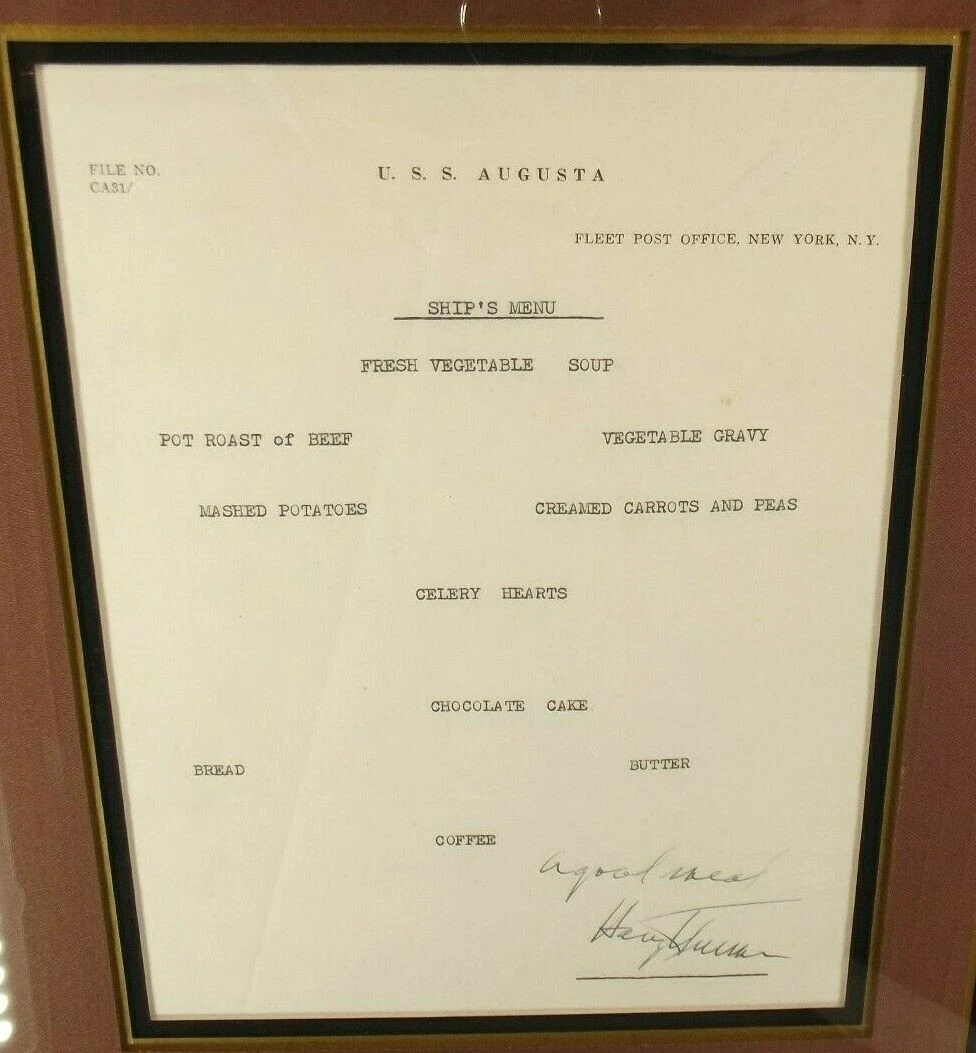 FILE NO.
CA31/
U. S. S. AUGUSTA
FLEET POST OFFICE, NEW YORK, N. Y.
SHIP'S MENU
FRESH VEGETABLE SOUP
POT ROAST of BEEF VEGETABLE GRAVY
MASHED POTATOES CREAMED CARROTS AND PEAS
CELERY HEARTS
CHOCOLATE CAKE
BREAD BUTTER
COFFEE
A good meal
Harry Truman